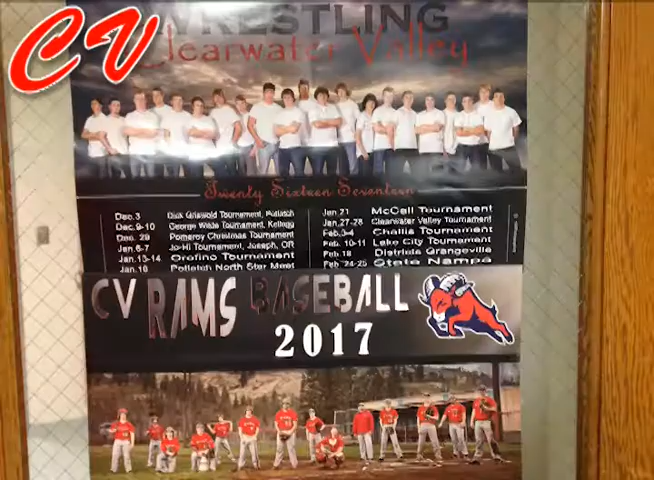 CV
WRESTLING
Clearwater Valley
Twenty Sixteen Seventeen
Dec.3 Dick Griswold Tournament, Potlatch
Dec.9-10 George Wade Tournament, Kellogg
Dec. 29 Pomeroy Christmas Tournament
Jan.6-7 Jo-Hi Tournament, Joseph, OR
Jan.13-14 Orofino Tournament
Jan.18 Potlatch North Star Meet
Jan.21 McCall Tournament
Jan.27-28 Clearwater Valley Tournament
Feb.3-4 Challis Tournament
Feb. 10-11 Lake City Tournament
Feb.18 Districts Grangeville
Feb. 24-25 State Nampa
CV RAMS BASEBALL
2017